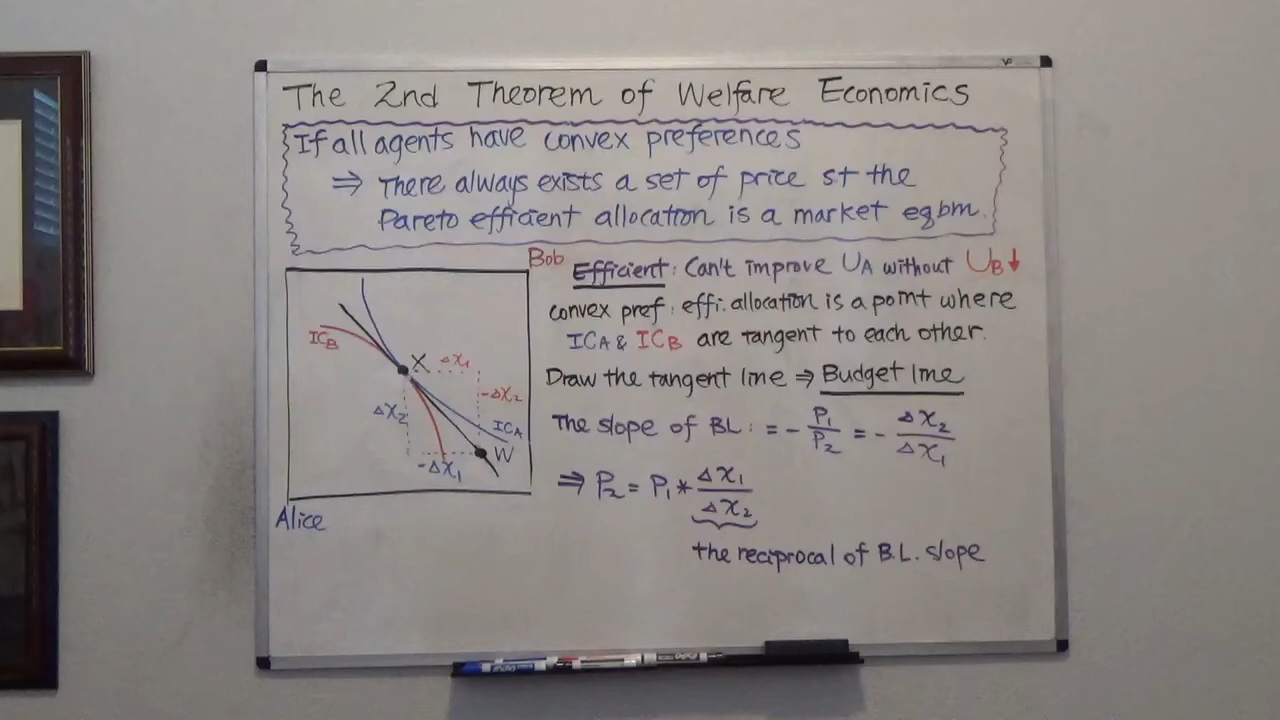 The 2nd Theorem of Welfare Economics
If all agents have convex preferences
⇒ There always exists a set of price st the
Pareto efficient allocation is a market eqbm.
Bob
Efficient: Can't improve UA without UB↓
convex pref: effi. allocation is a point where
ICA & ICB are tangent to each other.
Draw the tangent line ⇒ Budget line
The slope of BL: = - P1/P2 = - Δx2/Δx1
⇒ P2 = P1 * Δx1/Δx2
the reciprocal of B.L. slope
ICB
X
Δx1
-Δx2
Δx2
ICA
W
-Δx1
Alice